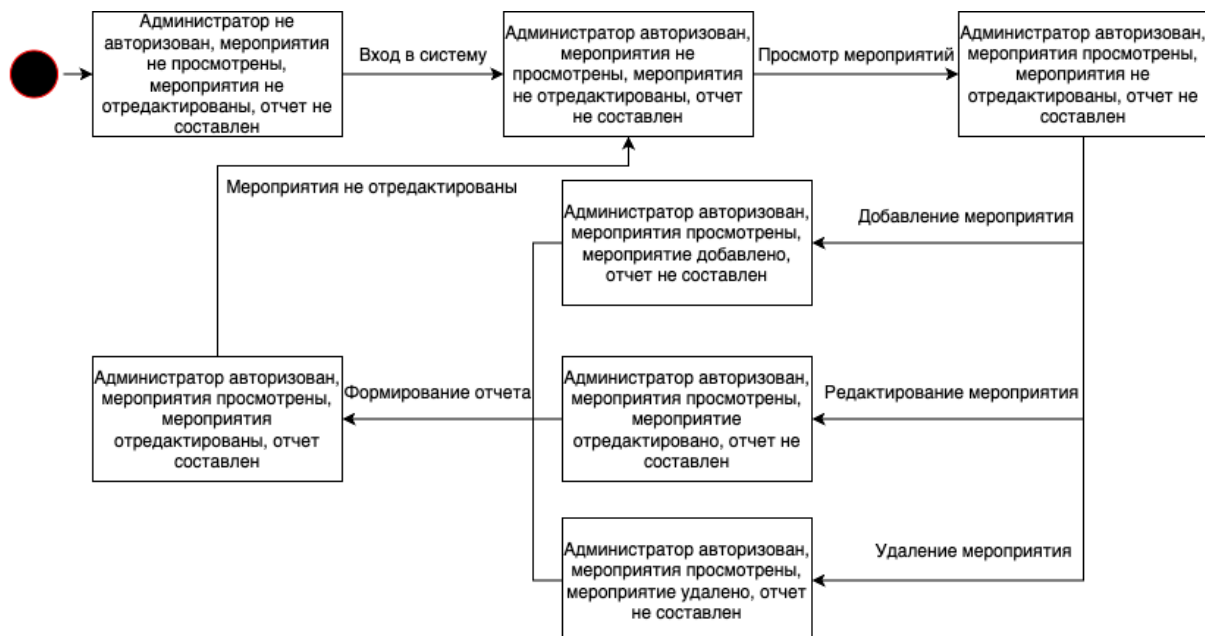 Администратор не
авторизован, мероприятия
не просмотрены,
мероприятия не
отредактированы, отчет не
составлен
Вход в систему
Администратор авторизован,
мероприятия не
просмотрены, мероприятия
не отредактированы, отчет
не составлен
Просмотр мероприятий
Администратор авторизован,
мероприятия просмотрены,
мероприятия не
отредактированы, отчет не
составлен
Мероприятия не отредактированы
Администратор авторизован,
мероприятия просмотрены,
мероприятие добавлено,
отчет не составлен
Добавление мероприятия
Администратор авторизован,
мероприятия просмотрены,
мероприятия
отредактированы, отчет
составлен
Формирование отчета
Администратор авторизован,
мероприятия просмотрены,
мероприятие
отредактировано, отчет не
составлен
Редактирование мероприятия
Администратор авторизован,
мероприятия просмотрены,
мероприятие удалено, отчет
не составлен
Удаление мероприятия